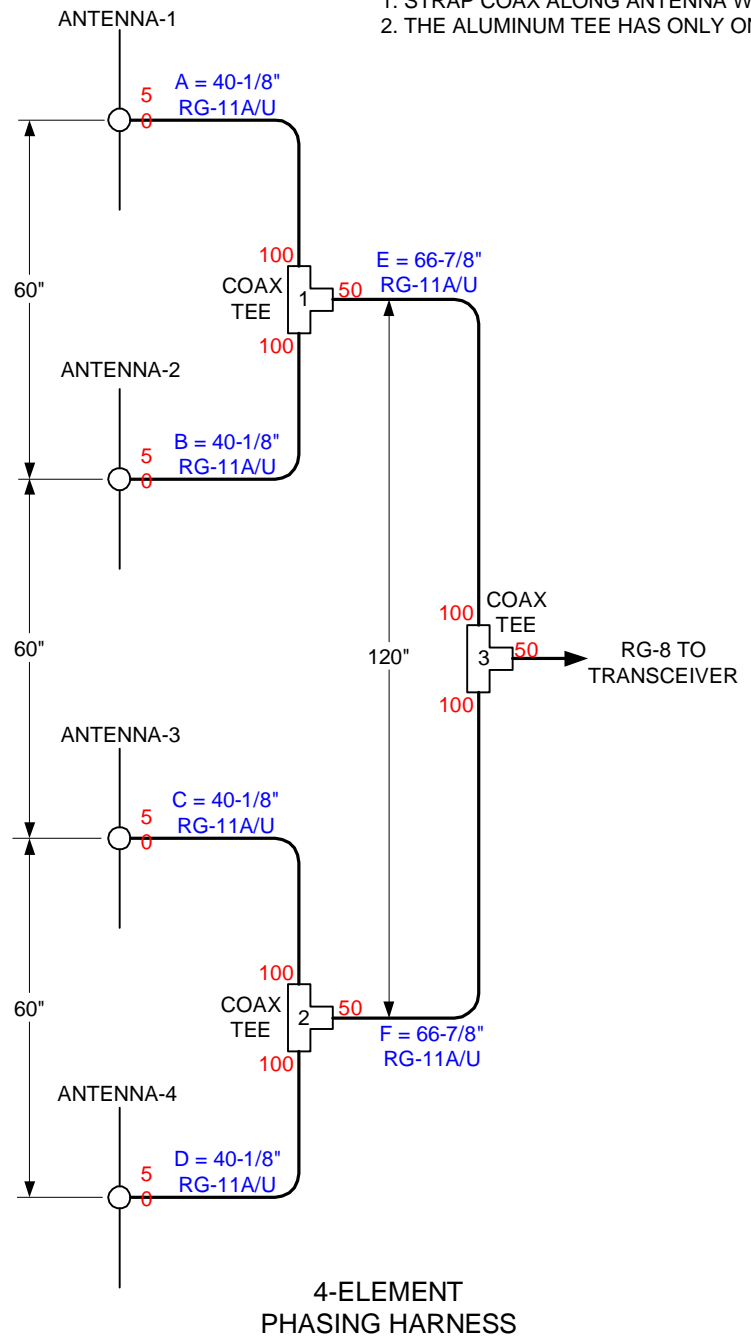 1. STRAP COAX ALONG ANTENNA
2. THE ALUMINUM TEE HAS ONLY
ANTENNA-1
A = 40-1/8"
RG-11A/U
5
0
100
COAX
TEE
1
50
100
E = 66-7/8"
RG-11A/U
60"
ANTENNA-2
B = 40-1/8"
RG-11A/U
5
0
60"
120"
100
COAX
TEE
3
50
100
RG-8 TO
TRANSCEIVER
ANTENNA-3
C = 40-1/8"
RG-11A/U
5
0
100
COAX
TEE
2
50
100
F = 66-7/8"
RG-11A/U
60"
ANTENNA-4
D = 40-1/8"
RG-11A/U
5
0
4-ELEMENT
PHASING HARNESS